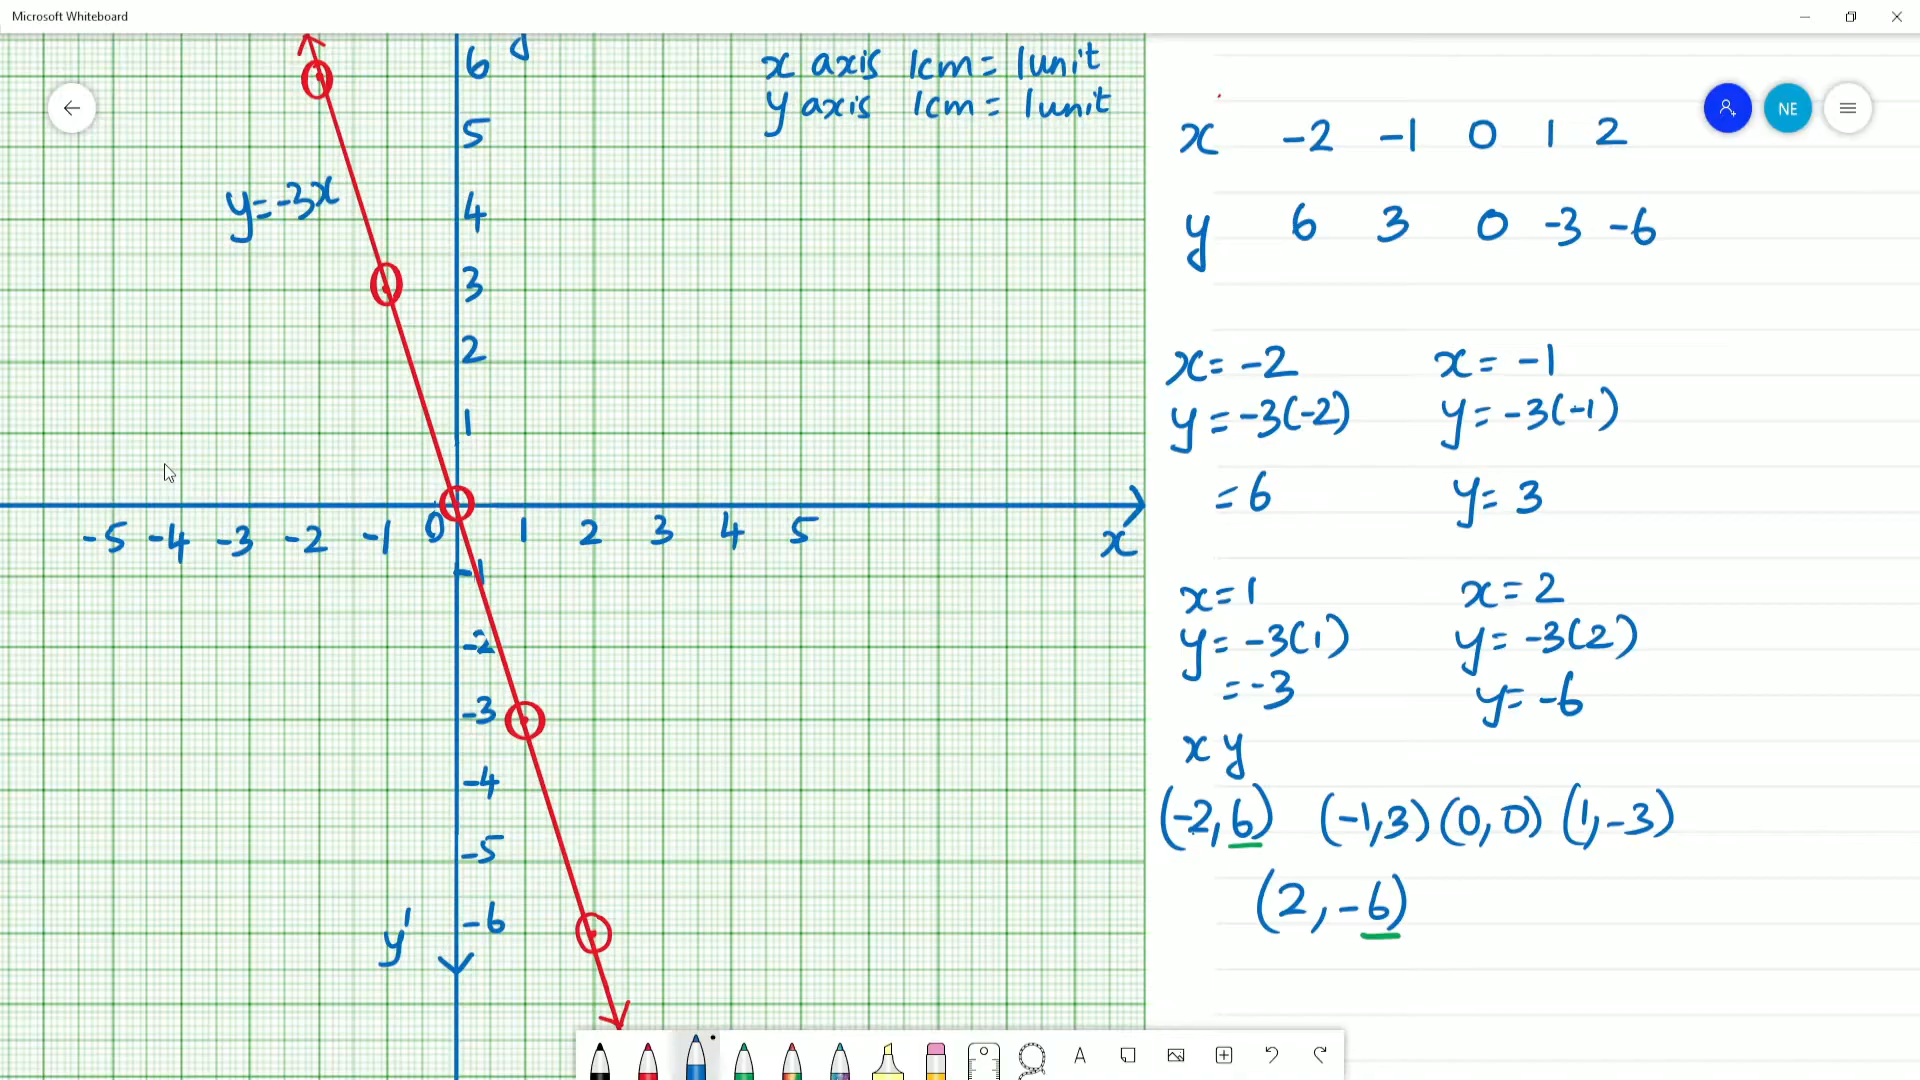 Microsoft Whiteboard
x axis 1cm = 1unit
y axis 1cm = 1unit
NE
6
5
4
3
2
1
y=-3x
-5 -4 -3 -2 -1 0 1 2 3 4 5
x
-1
-2
-3
-4
-5
-6
y'
x -2 -1 0 1 2
y 6 3 0 -3 -6
x= -2
y= -3(-2)
= 6
x= -1
y= -3(-1)
y= 3
x= 1
y= -3(1)
= -3
x= 2
y= -3(2)
y= -6
x y
(-2,6) (-1,3) (0,0) (1,-3)
(2,-6)
A